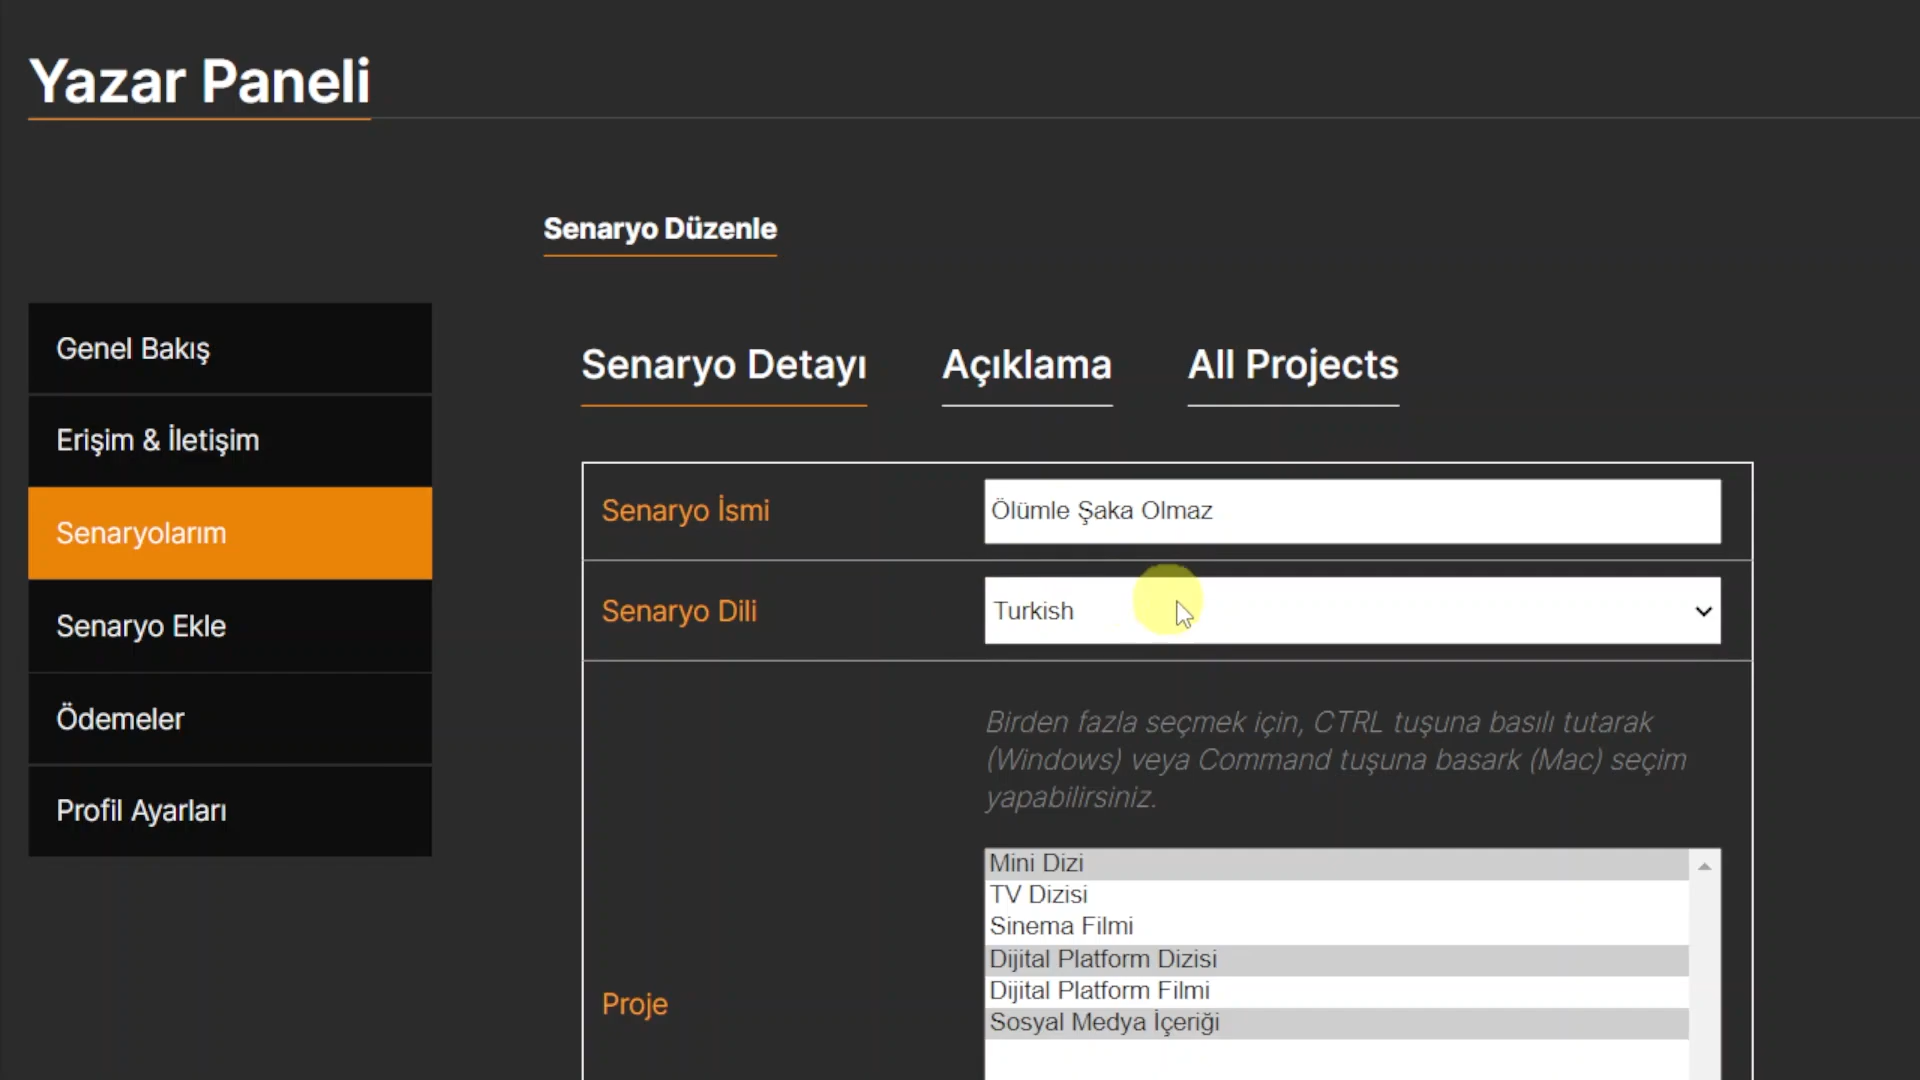 Yazar Paneli
Senaryo Düzenle
Genel Bakış
Erişim & İletişim
Senaryolarım
Senaryo Ekle
Ödemeler
Profil Ayarları
Senaryo Detayı
Açıklama
All Projects
Senaryo İsmi
Ölümle Şaka Olmaz
Senaryo Dili
Turkish
Proje
Birden fazla seçmek için, CTRL tuşuna basılı tutarak
(Windows) veya Command tuşuna basark (Mac) seçim
yapabilirsiniz.
Mini Dizi
TV Dizisi
Sinema Filmi
Dijital Platform Dizisi
Dijital Platform Filmi
Sosyal Medya İçeriği